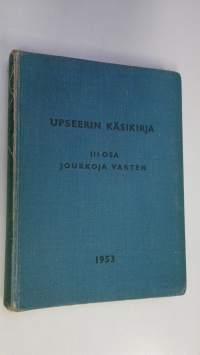 UPSEERIN KÄSIKIRJA
III OSA
JOUKKOJA VARTEN
1953